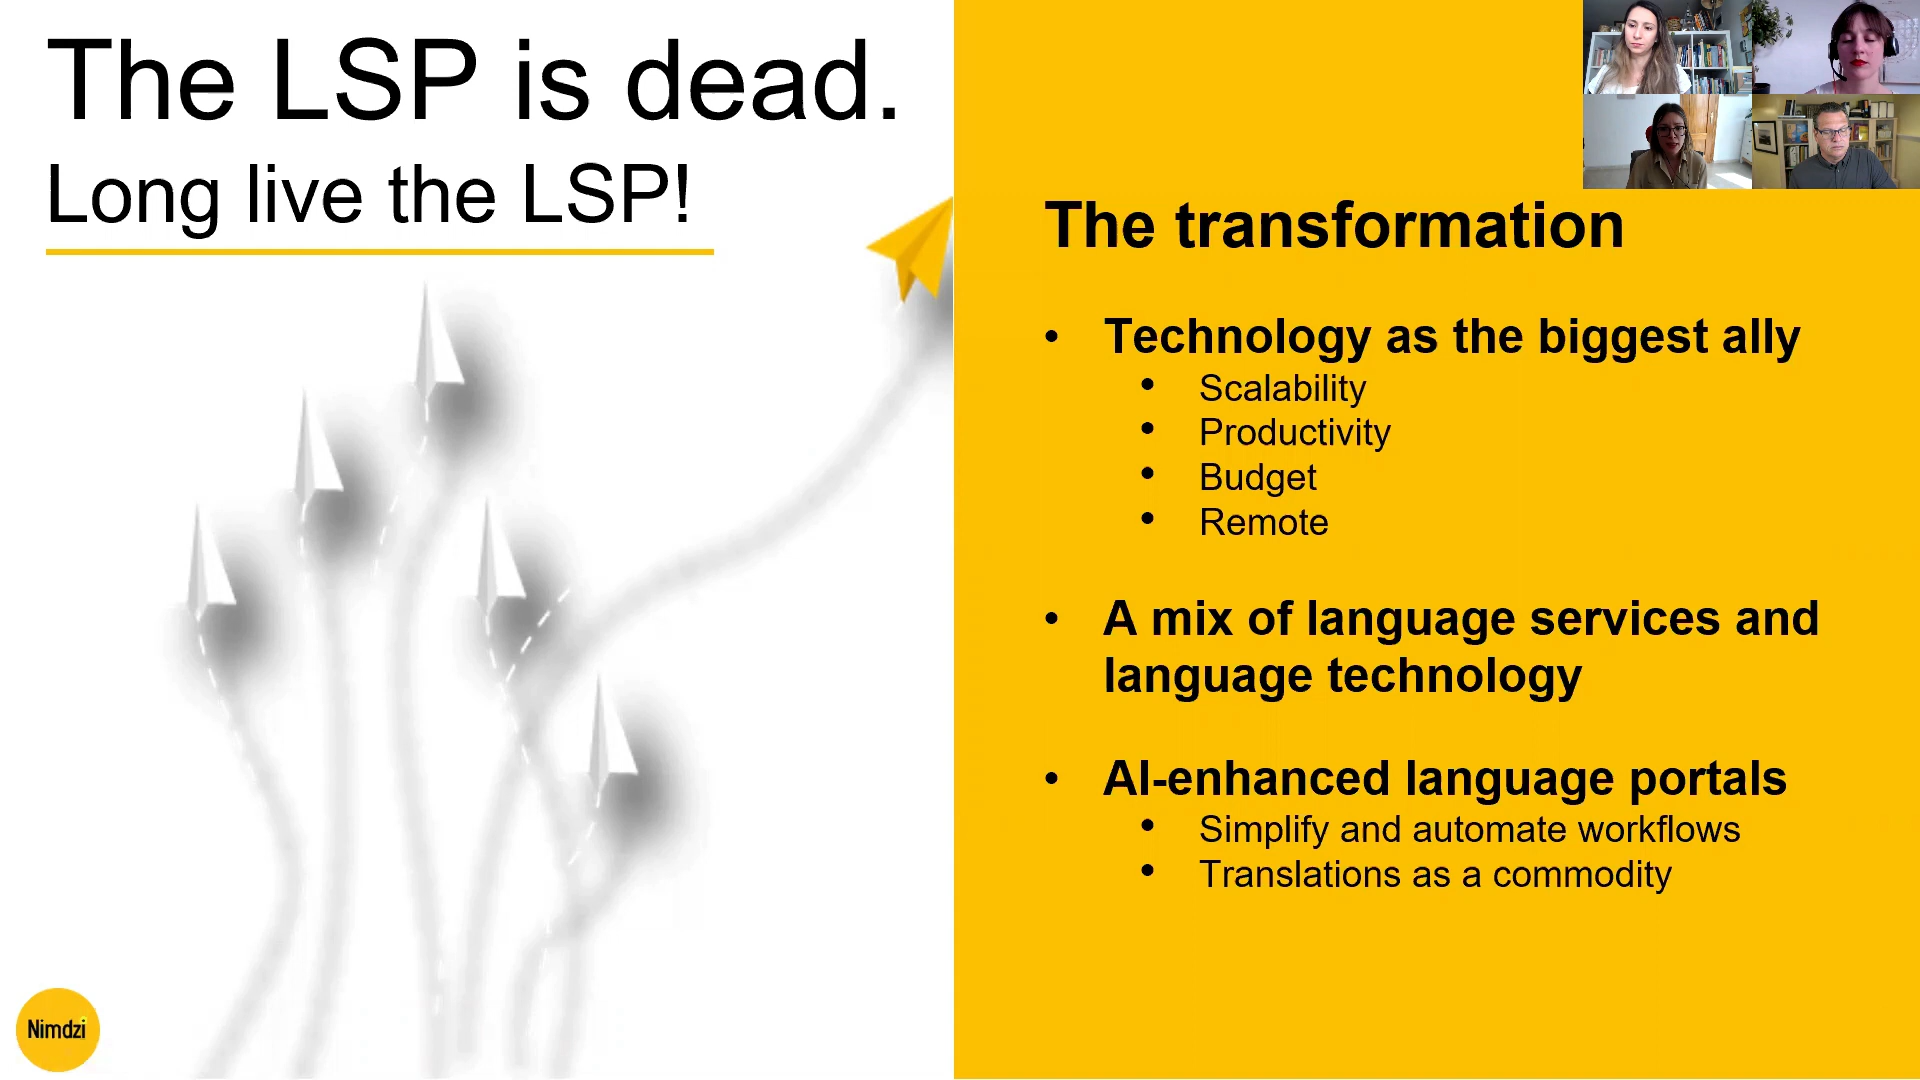 The LSP is dead.
Long live the LSP!
The transformation
• Technology as the biggest ally
• Scalability
• Productivity
• Budget
• Remote
• A mix of language services and
language technology
• AI-enhanced language portals
• Simplify and automate workflows
• Translations as a commodity
Nimdzi